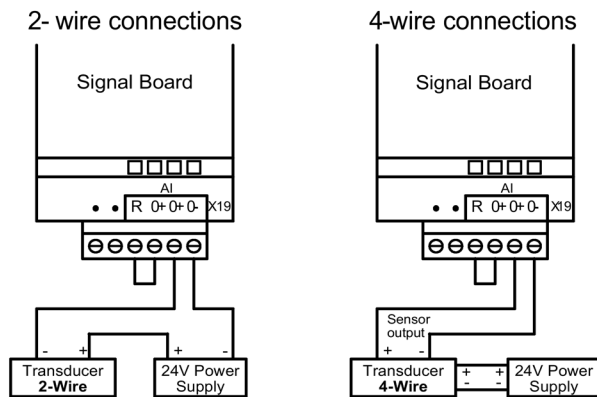 2- wire connections
Signal Board
AI
• • R 0+ 0+ 0- X19
- + + -
Transducer
2-Wire
24V Power
Supply
4-wire connections
Signal Board
AI
• • R 0+ 0+ 0- X19
Sensor
output
+ -
Transducer
4-Wire
+ +
- -
24V Power
Supply